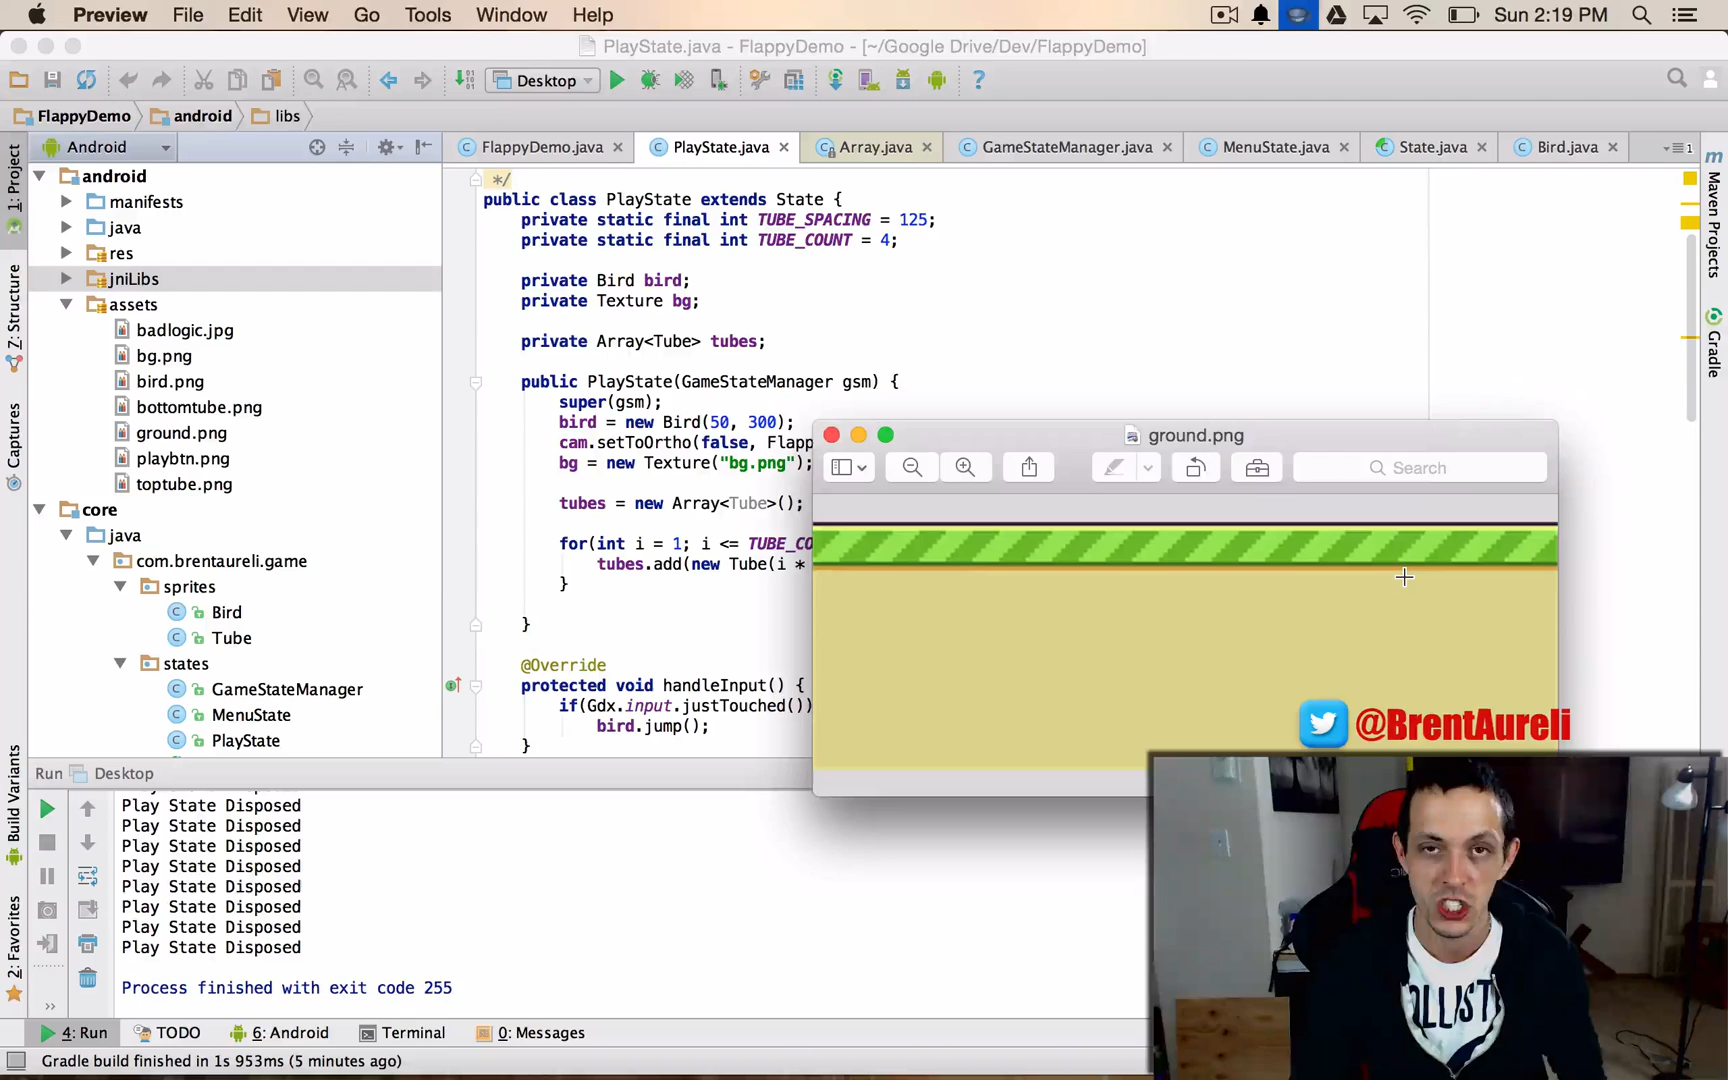 Preview File Edit View Go Tools Window Help Sun 2:19 PM
PlayState.java - FlappyDemo - [~/Google Drive/Dev/FlappyDemo]
Desktop
FlappyDemo android libs
Android
FlappyDemo.java PlayState.java Array.java GameStateManager.java MenuState.java State.java Bird.java 1
1: Project
Z: Structure
Captures
Build Variants
2: Favorites
android
manifests
java
res
jniLibs
assets
badlogic.jpg
bg.png
bird.png
bottomtube.png
ground.png
playbtn.png
toptube.png
core
java
com.brentaureli.game
sprites
Bird
Tube
states
GameStateManager
MenuState
PlayState
*/
public class PlayState extends State {
private static final int TUBE_SPACING = 125;
private static final int TUBE_COUNT = 4;
private Bird bird;
private Texture bg;
private Array<Tube> tubes;
public PlayState(GameStateManager gsm) {
super(gsm);
bird = new Bird(50, 300);
cam.setToOrtho(false, Flapp
bg = new Texture("bg.png");
tubes = new Array<Tube>();
for(int i = 1; i <= TUBE_CO
tubes.add(new Tube(i *
}
}
@Override
protected void handleInput() {
if(Gdx.input.justTouched())
bird.jump();
}
ground.png
Search
@BrentAureli
Maven Projects
Gradle
Run Desktop
Play State Disposed
Play State Disposed
Play State Disposed
Play State Disposed
Play State Disposed
Play State Disposed
Play State Disposed
Play State Disposed
Process finished with exit code 255
4: Run TODO 6: Android Terminal 0: Messages
Gradle build finished in 1s 953ms (5 minutes ago)